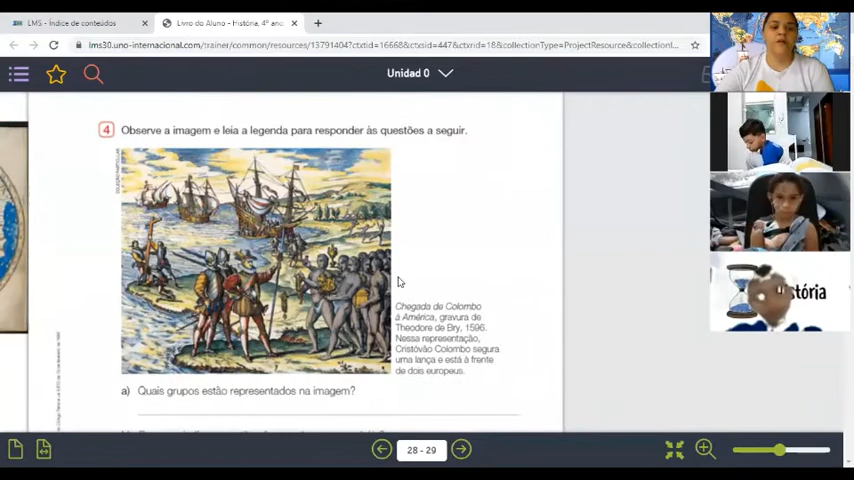 LMS - Índice de conteúdos
Livro do Aluno - História, 4º ano
lms30.uno-internacional.com/trainer/common/resources/13791404?ctxtid=16668&ctxsid=447&ctxrid=18&collectionType=ProjectResource&collectionI...
Unidad 0
4 Observe a imagem e leia a legenda para responder às questões a seguir.
COLEÇÃO PARTICULAR
Chegada de Colombo
à América, gravura de
Theodore de Bry, 1596.
Nessa representação,
Cristóvão Colombo segura
uma lança e está à frente
de dois europeus.
a) Quais grupos estão representados na imagem?
28 - 29